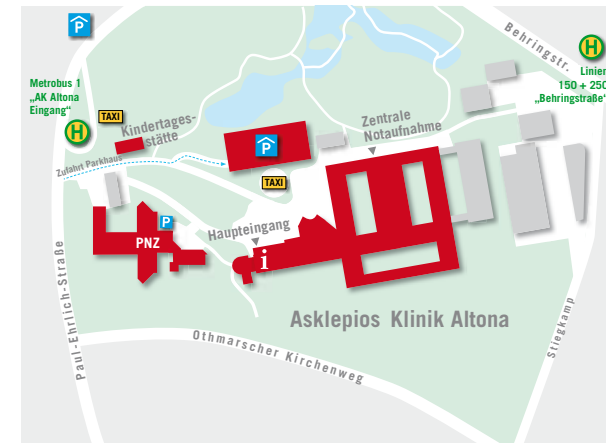 P
Behringstr.
H
Linien
150 + 250
„Behringstraße“
Metrobus 1
„AK Altona
Eingang“
H
TAXI
Kindertages-
stätte
Zentrale
Notaufnahme
P
Zufahrt Parkhaus
TAXI
P
PNZ
Haupteingang
i
Paul-Ehrlich-Straße
Asklepios Klinik Altona
Othmarscher Kirchenweg
Stiegkamp